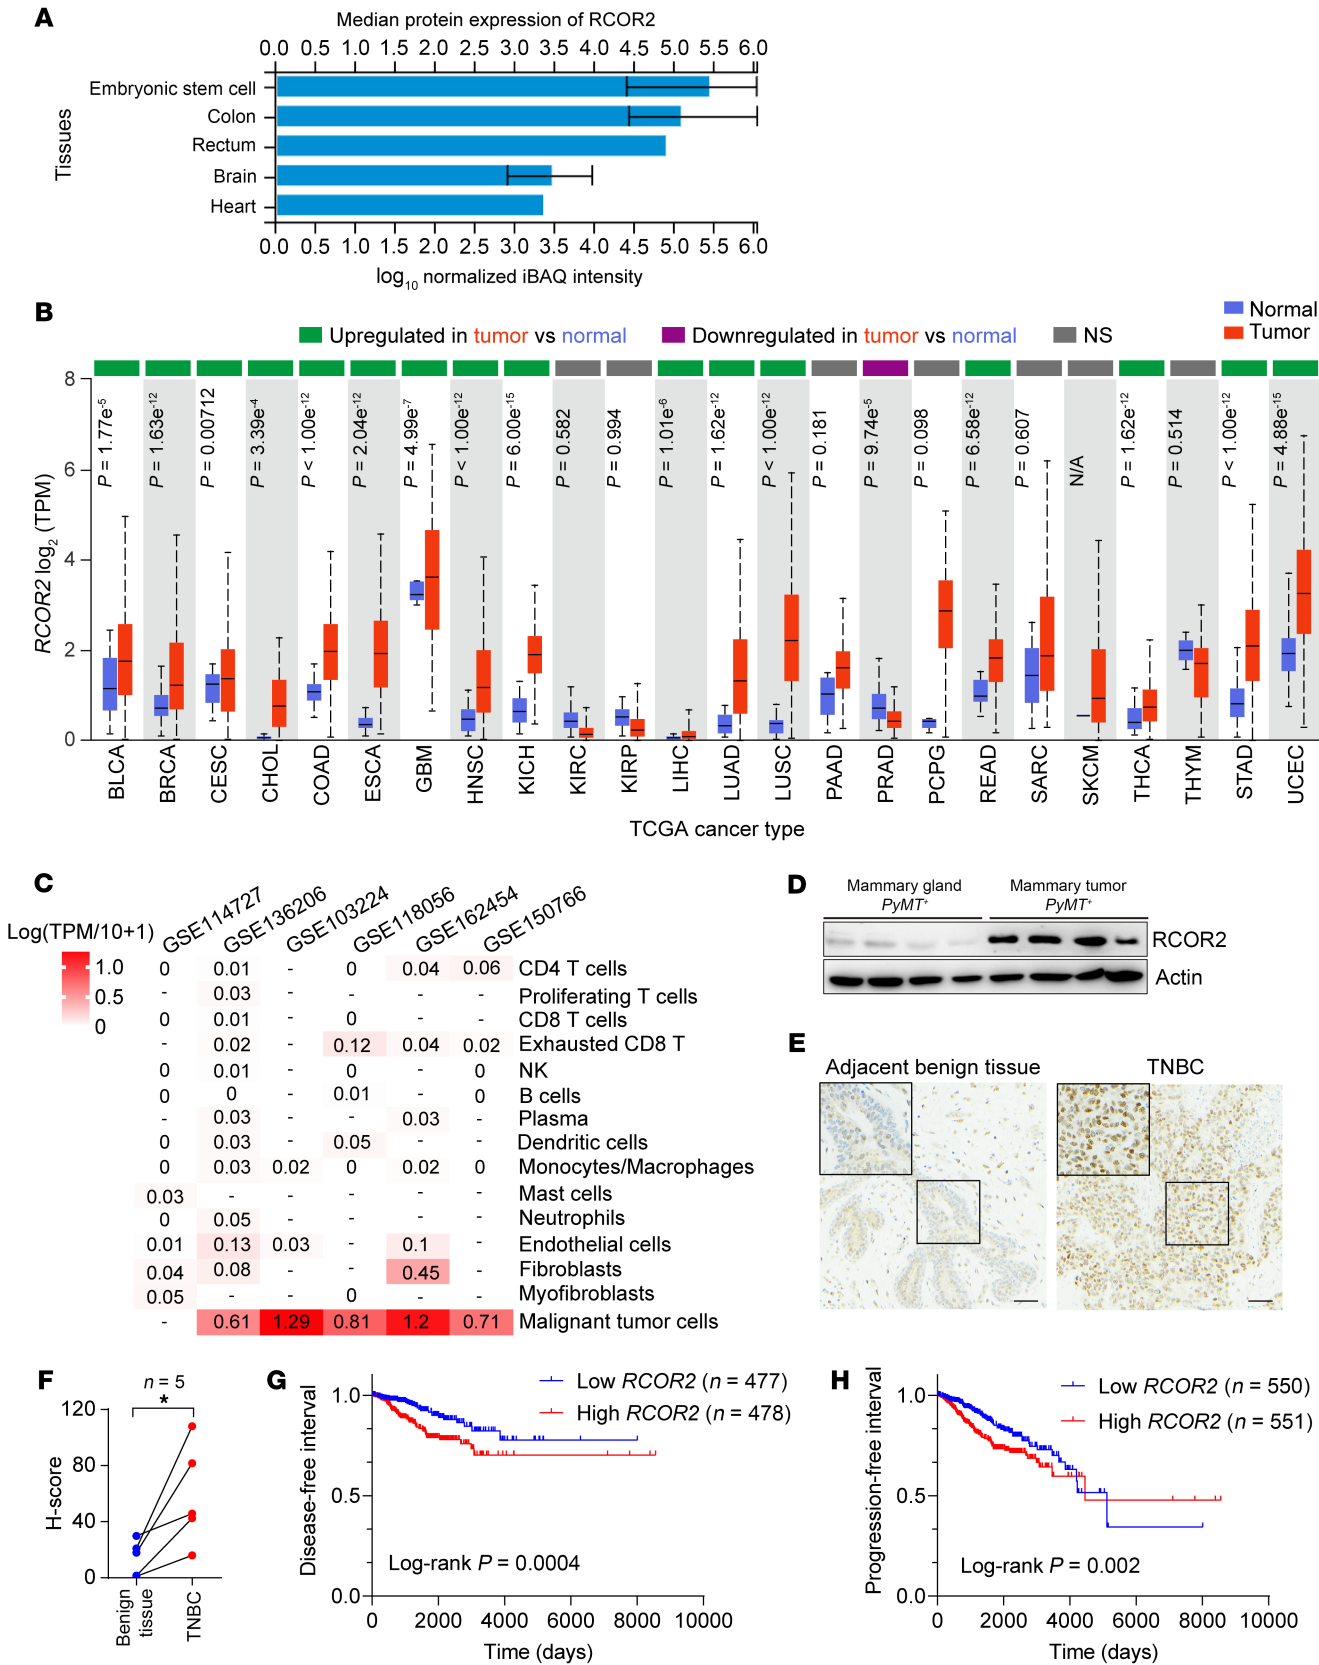 A
Median protein expression of RCOR2
0.0 0.5 1.0 1.5 2.0 2.5 3.0 3.5 4.0 4.5 5.0 5.5 6.0
Tissues
Embryonic stem cell
Colon
Rectum
Brain
Heart
0.0 0.5 1.0 1.5 2.0 2.5 3.0 3.5 4.0 4.5 5.0 5.5 6.0
log10 normalized iBAQ intensity
B
Normal
Tumor
Upregulated in tumor vs normal
Downregulated in tumor vs normal
NS
RCOR2 log2 (TPM)
8
6
4
2
0
P = 1.77e-5
P = 1.63e-12
P = 0.00712
P = 3.39e-4
P < 1.00e-12
P = 2.04e-12
P = 4.99e-7
P < 1.00e-12
P = 6.00e-15
P = 0.582
P = 0.994
P = 1.01e-6
P = 1.62e-12
P < 1.00e-12
P = 0.181
P = 9.74e-5
P = 0.098
P = 6.58e-12
P = 0.607
N/A
P = 1.62e-12
P = 0.514
P < 1.00e-12
P = 4.88e-15
BLCA BRCA CESC CHOL COAD ESCA GBM HNSC KICH KIRC KIRP LIHC LUAD LUSC PAAD PRAD PCPG READ SARC SKCM THCA THYM STAD UCEC
TCGA cancer type
C
Log(TPM/10+1)
1.0
0.5
0
GSE114727 GSE136206 GSE103224 GSE118056 GSE162454 GSE150766
0 0.01 - 0 0.04 0.06 CD4 T cells
- 0.03 - - - - Proliferating T cells
0 0.01 - 0 - - CD8 T cells
- 0.02 - 0.12 0.04 0.02 Exhausted CD8 T
0 0.01 - 0 - 0 NK
0 0 - 0.01 - 0 B cells
- 0.03 - - 0.03 - Plasma
0 0.03 - 0.05 - - Dendritic cells
0 0.03 0.02 0 0.02 0 Monocytes/Macrophages
0.03 - - - - - Mast cells
0 0.05 - - - - Neutrophils
0.01 0.13 0.03 - 0.1 - Endothelial cells
0.04 0.08 - - 0.45 - Fibroblasts
0.05 - - 0 - - Myofibroblasts
- 0.61 1.29 0.81 1.2 0.71 Malignant tumor cells
D
Mammary gland
PyMT+
Mammary tumor
PyMT+
RCOR2
Actin
E
Adjacent benign tissue
TNBC
F
n = 5
*
H-score
120
80
40
0
Benign
tissue
TNBC
G
Low RCOR2 (n = 477)
High RCOR2 (n = 478)
Disease-free interval
1.0
0.5
0.0
Log-rank P = 0.0004
0 2000 4000 6000 8000 10000
Time (days)
H
Low RCOR2 (n = 550)
High RCOR2 (n = 551)
Progression-free interval
1.0
0.5
0.0
Log-rank P = 0.002
0 2000 4000 6000 8000 10000
Time (days)